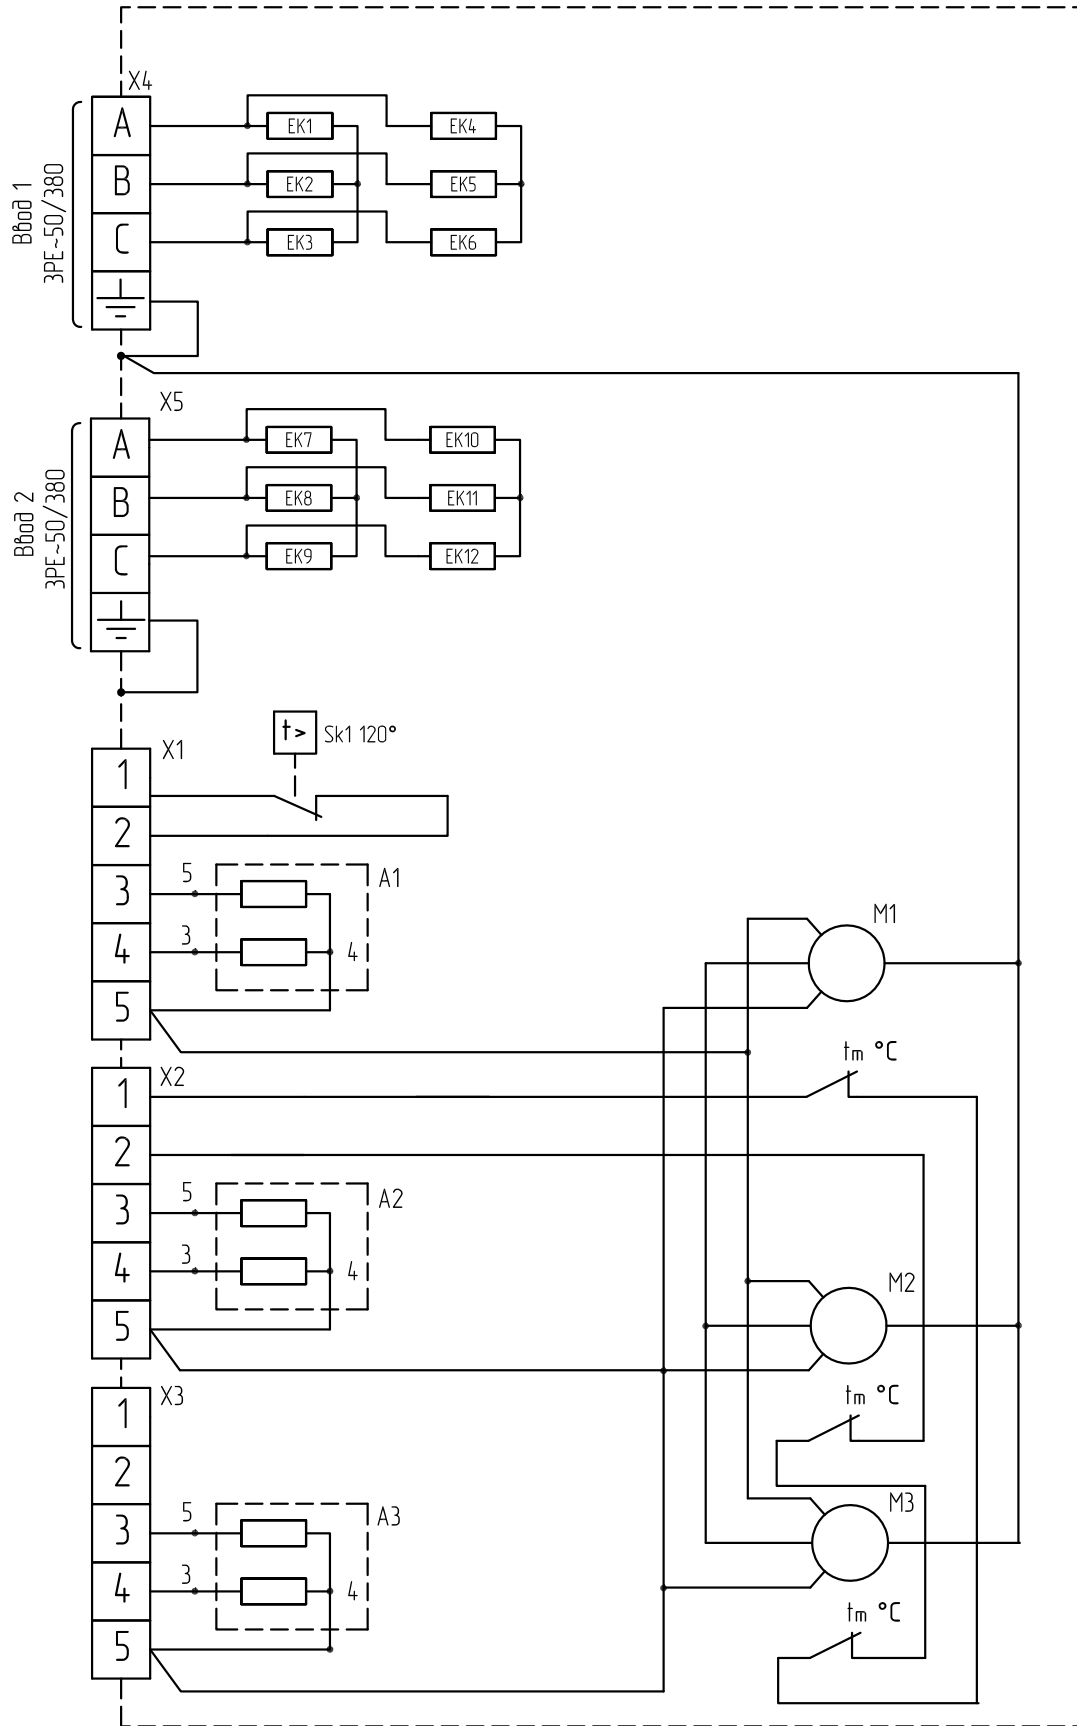 X4
Ввод 1
3PE~50/380
A
B
C
EK1
EK4
EK2
EK5
EK3
EK6
X5
Ввод 2
3PE~50/380
A
B
C
EK7
EK10
EK8
EK11
EK9
EK12
t>
Sk1 120°
X1
1
2
3
4
5
5
3
4
A1
M1
tm °C
X2
1
2
3
4
5
5
3
4
A2
M2
tm °C
X3
1
2
3
4
5
5
3
4
A3
M3
tm °C